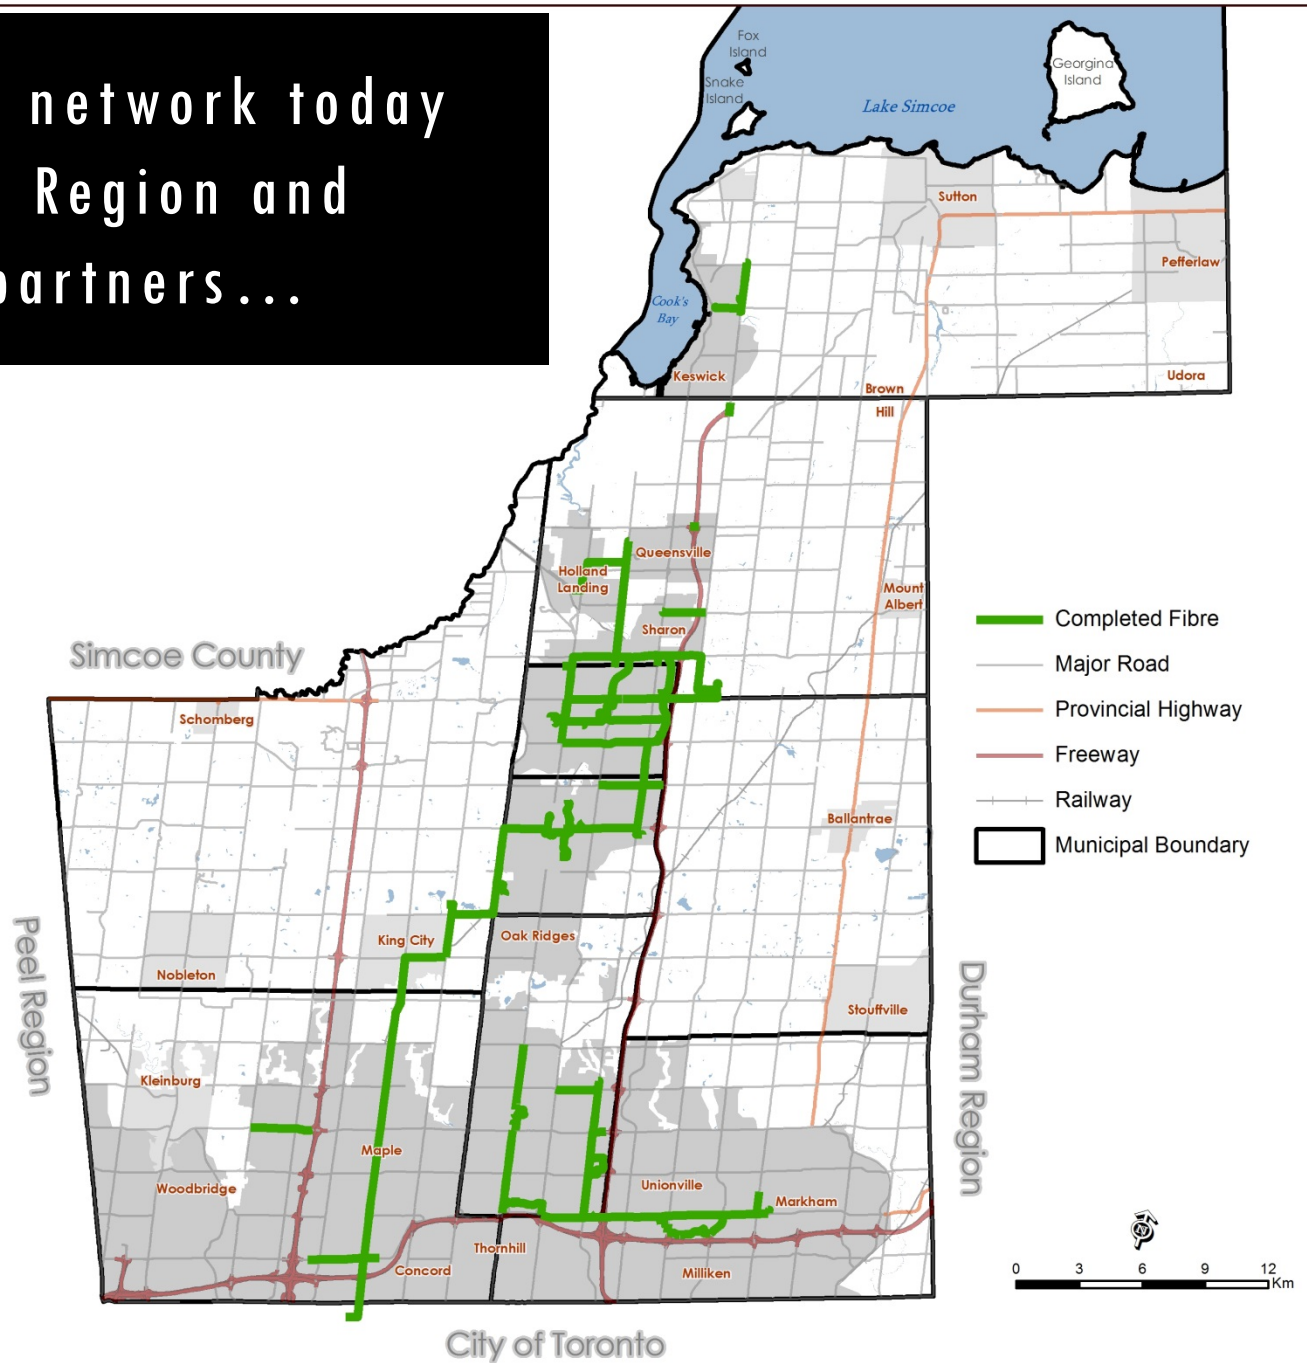 network today
Region and
partners...
Fox
Island
Snake
Island
Georgina
Island
Lake Simcoe
Sutton
Pefferlaw
Cook's
Bay
Keswick
Udora
Brown
Hill
Queensville
Holland
Landing
Mount
Albert
Sharon
Simcoe County
Schomberg
Ballantrae
King City
Oak Ridges
Nobleton
Stouffville
Peel Region
Durham Region
Kleinburg
Maple
Woodbridge
Unionville
Markham
Thornhill
Concord
Milliken
City of Toronto
Completed Fibre
Major Road
Provincial Highway
Freeway
Railway
Municipal Boundary
N
0 3 6 9 12
Km